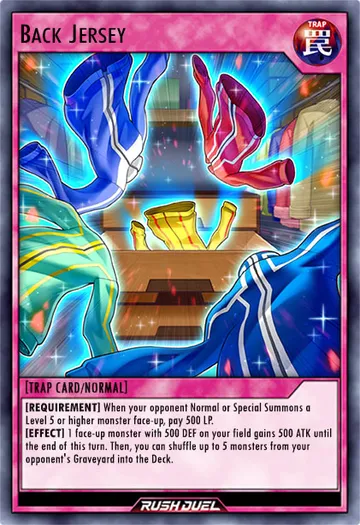 Back Jersey
TRAP
罠
[TRAP CARD/NORMAL]
[REQUIREMENT] When your opponent Normal or Special Summons a
Level 5 or higher monster face-up, pay 500 LP.
[EFFECT] 1 face-up monster with 500 DEF on your field gains 500 ATK until
the end of this turn. Then, you can shuffle up to 5 monsters from your
opponent's Graveyard into the Deck.
RUSH DUEL